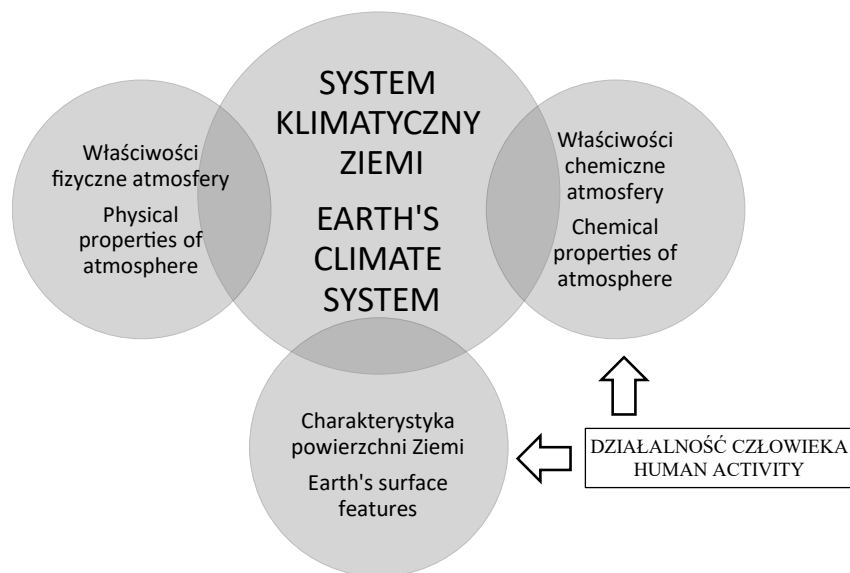 SYSTEM
KLIMATYCZNY
ZIEMI
EARTH'S
CLIMATE
SYSTEM
Właściwości
fizyczne atmosfery
Physical
properties of
atmosphere
Właściwości
chemiczne
atmosfery
Chemical
properties of
atmosphere
Charakterystyka
powierzchni Ziemi
Earth's surface
features
DZIAŁALNOŚĆ CZŁOWIEKA
HUMAN ACTIVITY